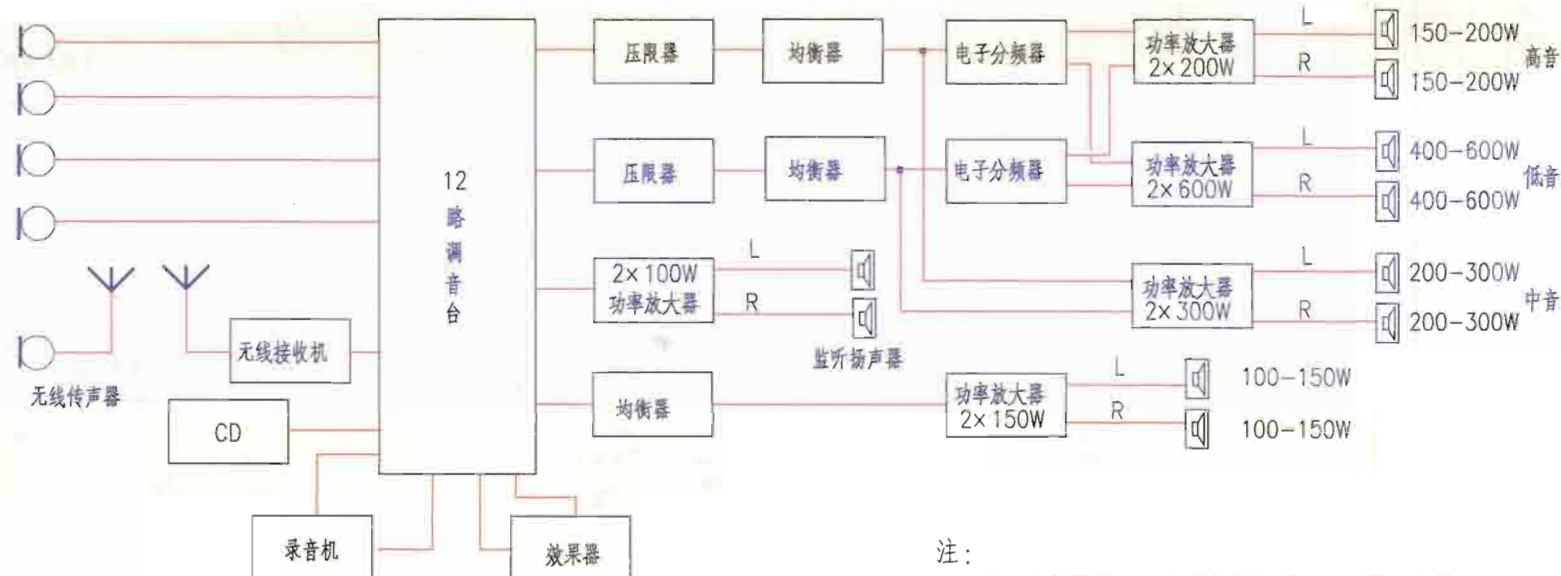 L
压限器
均衡器
电子分频器
功率放大器
2×200W
R
150-200W
150-200W
高音
12
路
调
音
台
压限器
均衡器
电子分频器
功率放大器
2×600W
L
R
400-600W
400-600W
低音
2×100W
功率放大器
L
R
监听扬声器
功率放大器
2×300W
L
R
200-300W
200-300W
中音
无线接收机
无线传声器
均衡器
功率放大器
2×150W
L
R
100-150W
100-150W
CD
录音机
效果器
注: